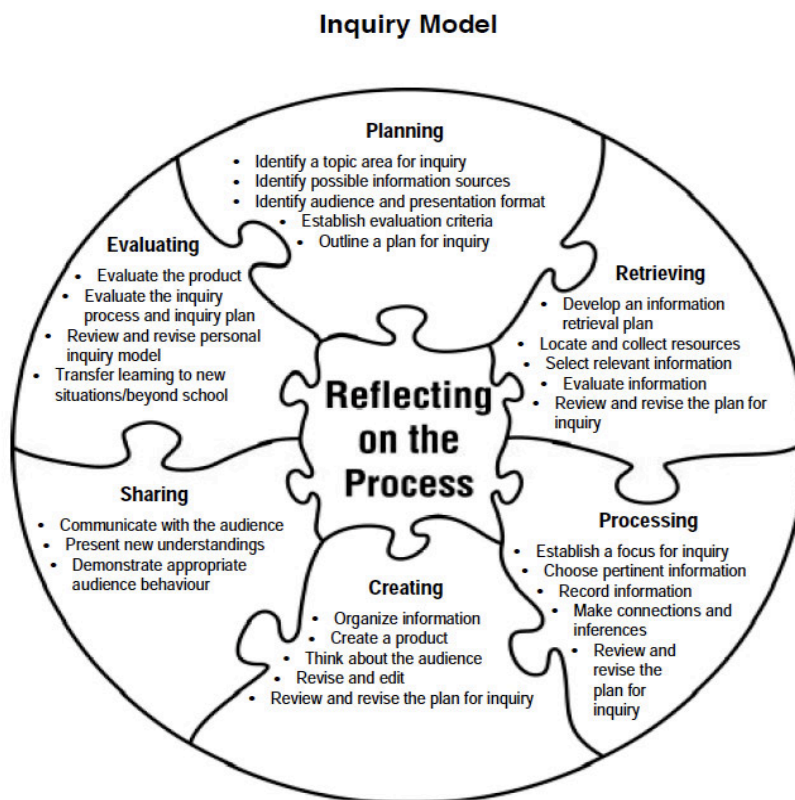 Inquiry Model
Planning
• Identify a topic area for inquiry
• Identify possible information sources
• Identify audience and presentation format
• Establish evaluation criteria
• Outline a plan for inquiry
Retrieving
• Develop an information
retrieval plan
• Locate and collect resources
• Select relevant information
• Evaluate information
• Review and revise the plan for
inquiry
Processing
• Establish a focus for inquiry
• Choose pertinent information
• Record information
• Make connections and
inferences
• Review and
revise the
plan for
inquiry
Creating
• Organize information
• Create a product
• Think about the audience
• Revise and edit
• Review and revise the plan for inquiry
Sharing
• Communicate with the audience
• Present new understandings
• Demonstrate appropriate
audience behaviour
Evaluating
• Evaluate the product
• Evaluate the inquiry
process and inquiry plan
• Review and revise personal
inquiry model
• Transfer learning to new
situations/beyond school
Reflecting
on the
Process